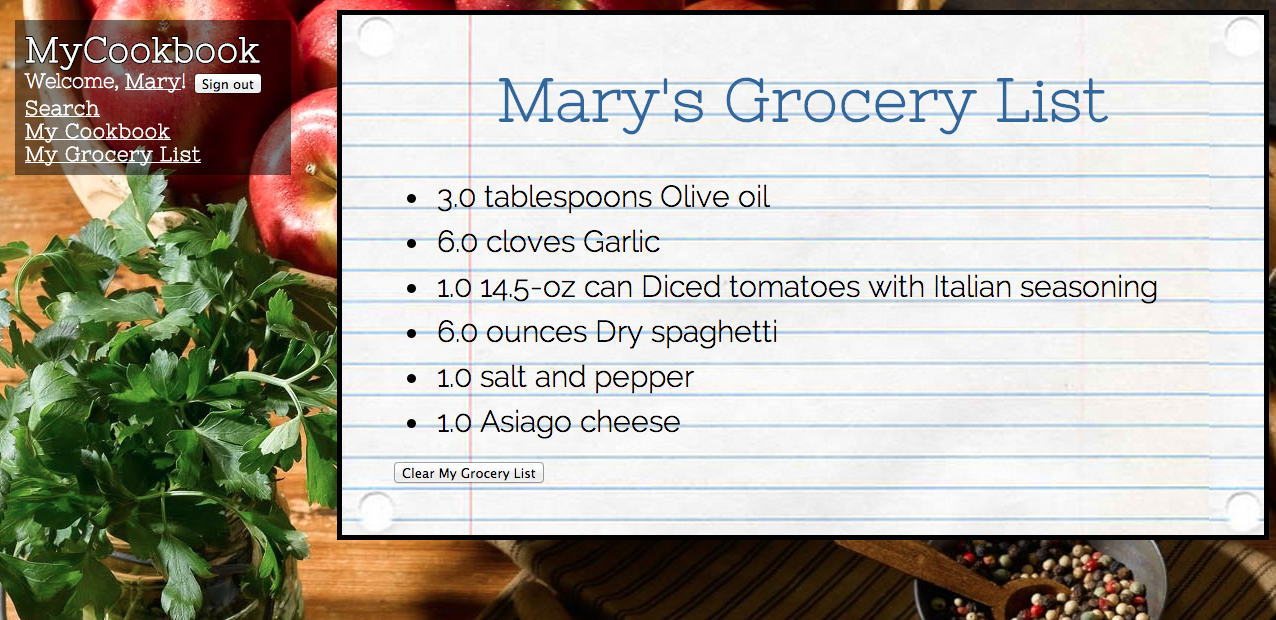 MyCookbook
Welcome, Mary! Sign out
Search
My Cookbook
My Grocery List
Mary's Grocery List
3.0 tablespoons Olive oil
6.0 cloves Garlic
1.0 14.5-oz can Diced tomatoes with Italian seasoning
6.0 ounces Dry spaghetti
1.0 salt and pepper
1.0 Asiago cheese
Clear My Grocery List